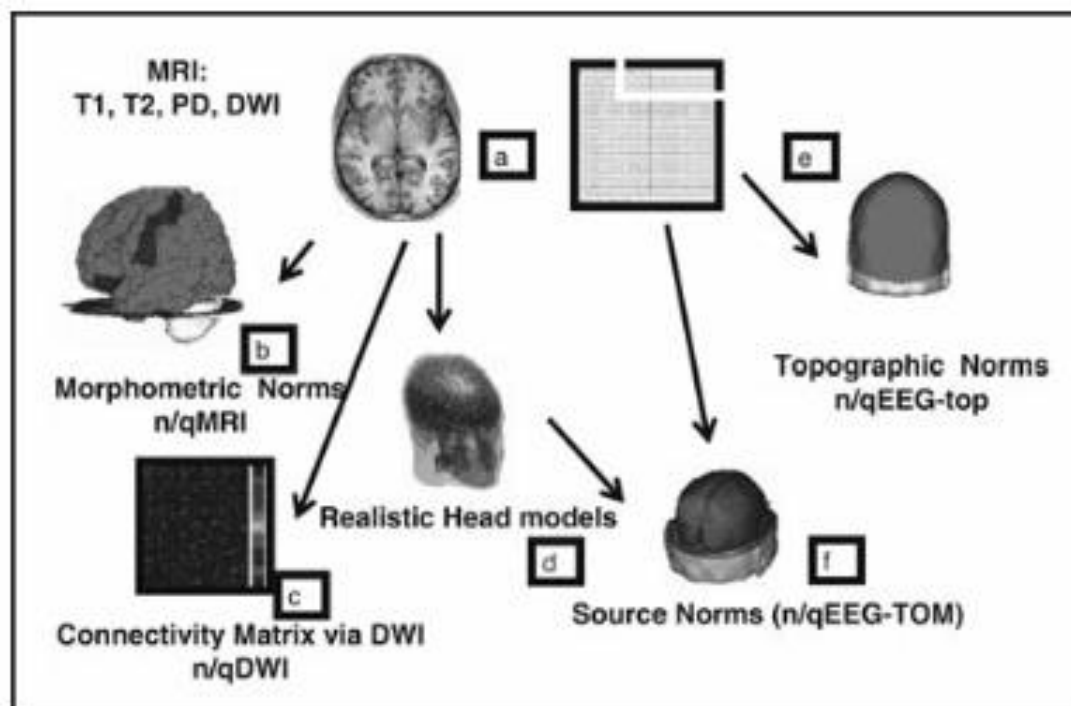 MRI:
T1, T2, PD, DWI
a
e
b
Morphometric Norms
n/qMRI
Topographic Norms
n/qEEG-top
Realistic Head models
d
f
c
Source Norms (n/qEEG-TOM)
Connectivity Matrix via DWI
n/qDWI